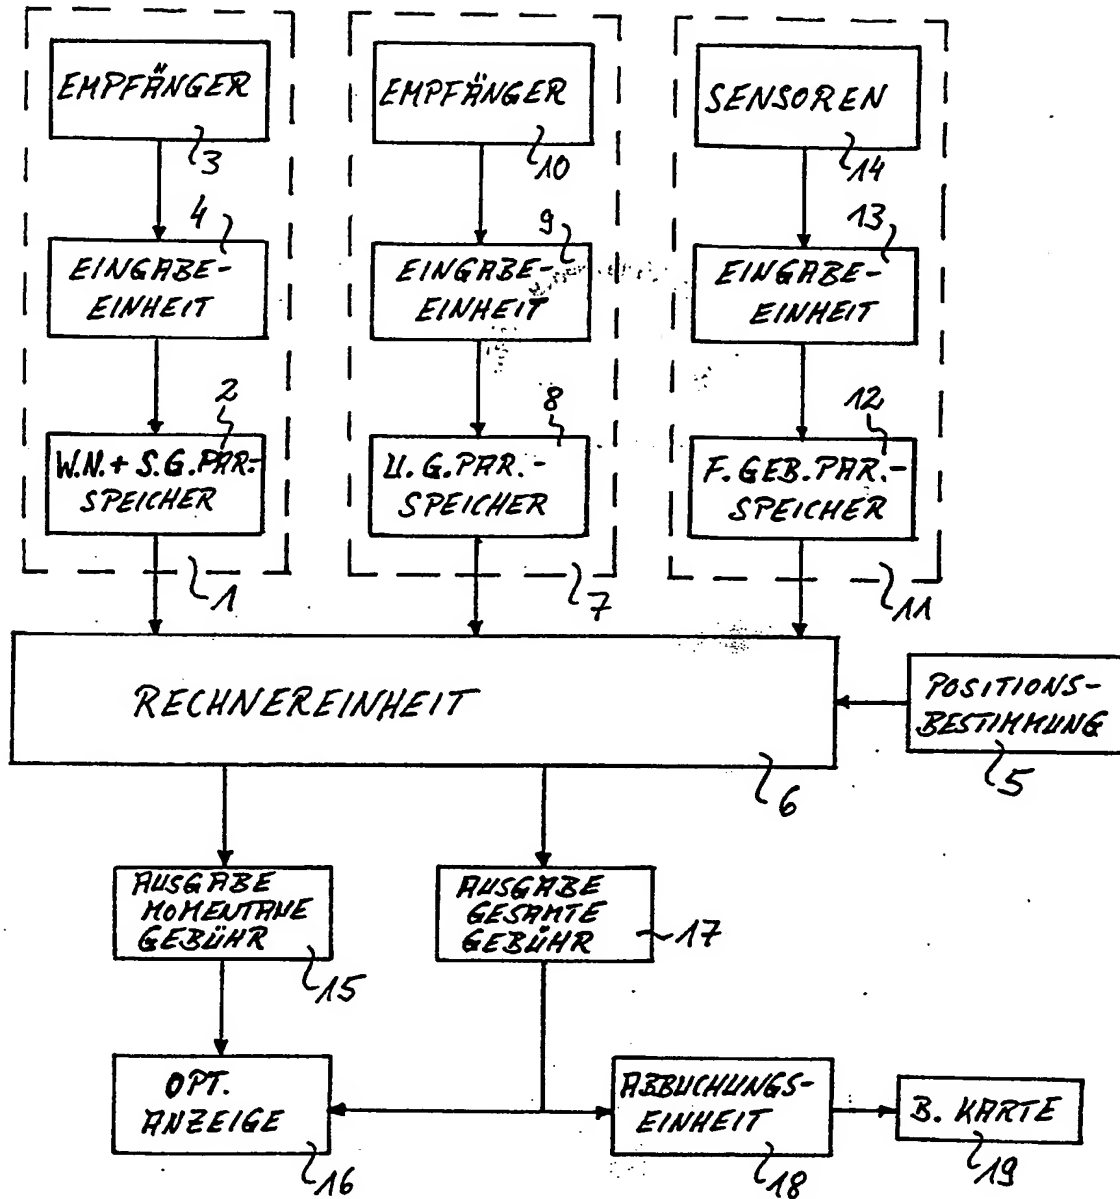 EMPFÄNGER
3
EMPFÄNGER
10
SENSOREN
14
4
EINGABE-
EINHEIT
9
EINGABE-
EINHEIT
13
EINGABE-
EINHEIT
2
W.N.+ S.G.PAR.-
SPEICHER
8
U.G.PAR.-
SPEICHER
12
F.GEB.PAR.-
SPEICHER
1
7
11
RECHNEREINHEIT
6
POSITIONS-
BESTIMMUNG
5
AUSGABE
MOMENTANE
GEBÜHR
15
AUSGABE
GESAMTE
GEBÜHR
17
OPT.
ANZEIGE
16
ABBUCHUNGS-
EINHEIT
18
B. KARTE
19